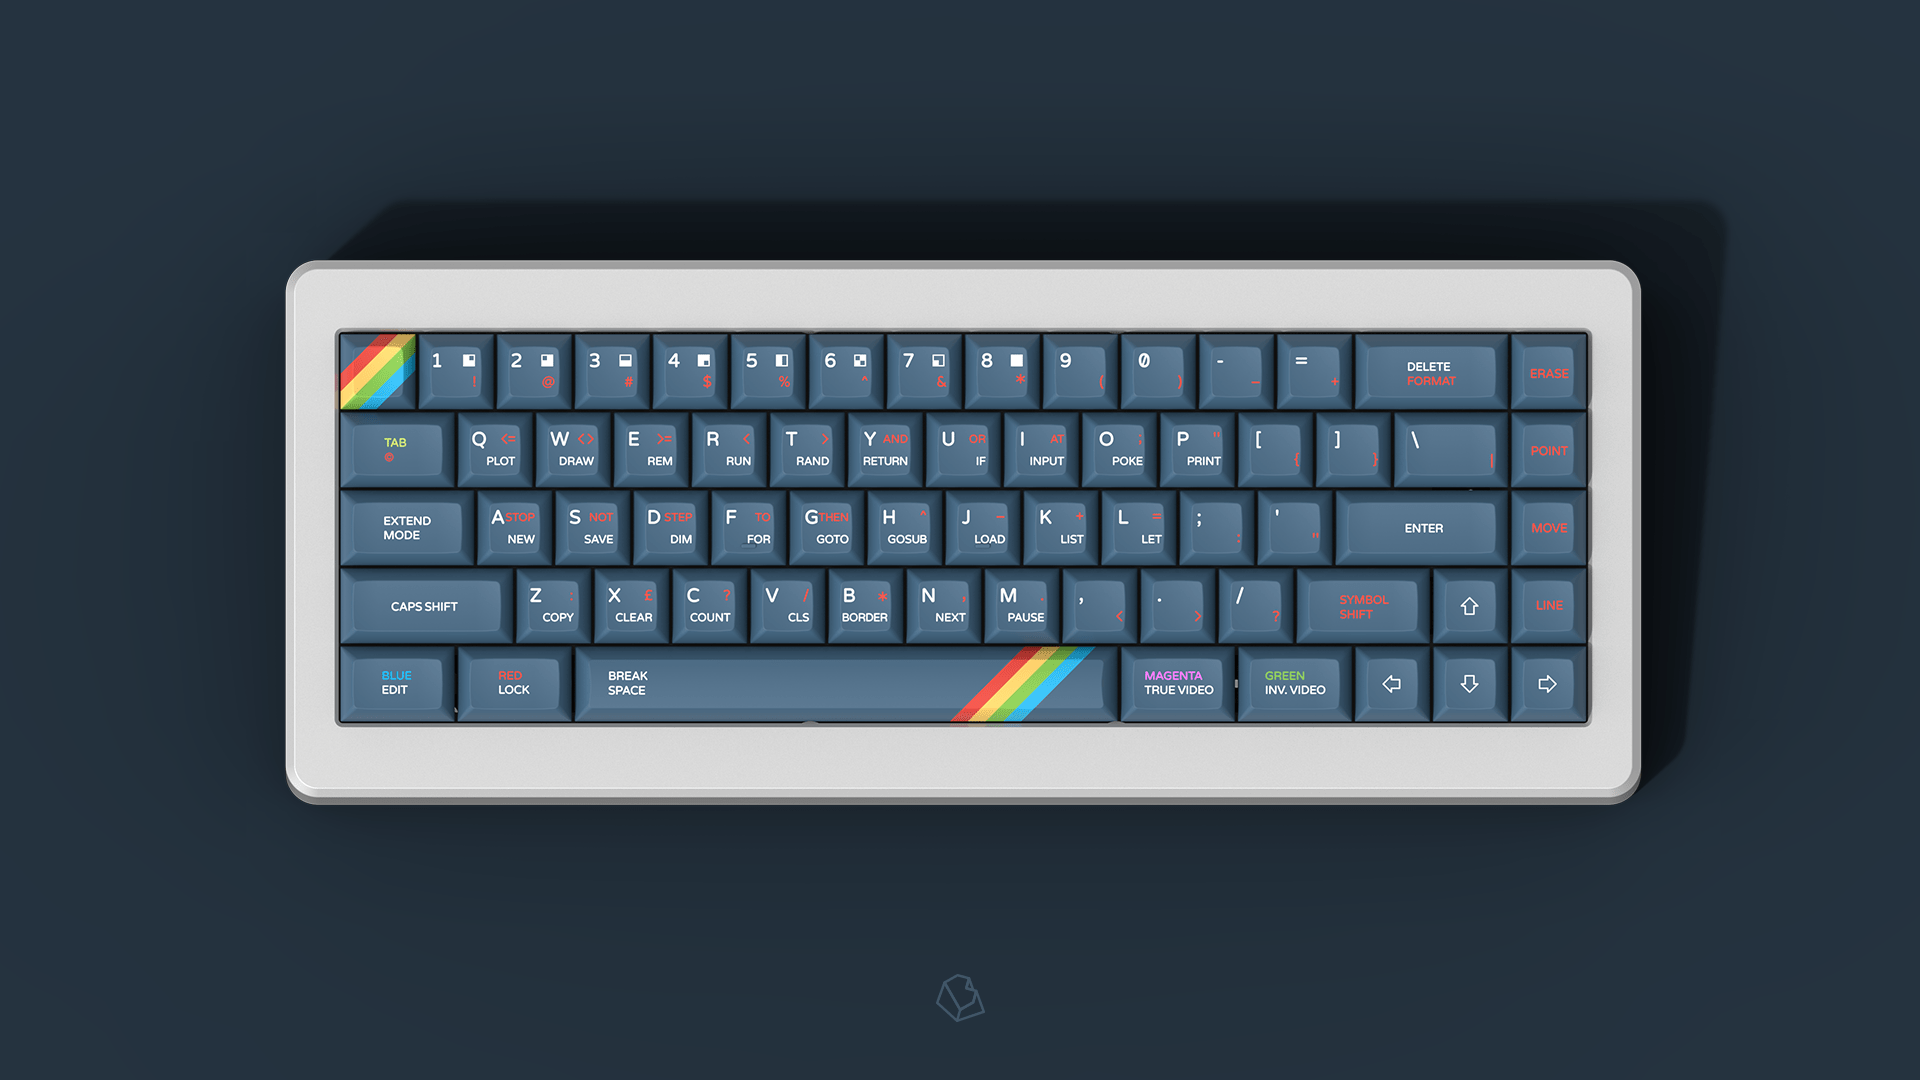 1 !
2 @
3 #
4 $
5 %
6 ^
7 &
8 *
9 (
0 )
- _
= +
DELETE
FORMAT
ERASE
TAB
©
Q <=
PLOT
W <>
DRAW
E >=
REM
R <
RUN
T >
RAND
Y AND
RETURN
U OR
IF
I AT
INPUT
O ;
POKE
P "
PRINT
[ {
] }
\ |
POINT
EXTEND
MODE
A STOP
NEW
S NOT
SAVE
D STEP
DIM
F TO
FOR
G THEN
GOTO
H ^
GOSUB
J −
LOAD
K +
LIST
L =
LET
; :
' "
ENTER
MOVE
CAPS SHIFT
Z :
COPY
X £
CLEAR
C ?
COUNT
V /
CLS
B *
BORDER
N ,
NEXT
M .
PAUSE
, <
. >
/ ?
SYMBOL
SHIFT
⇧
LINE
BLUE
EDIT
RED
LOCK
BREAK
SPACE
MAGENTA
TRUE VIDEO
GREEN
INV. VIDEO
⇦
⇩
⇨